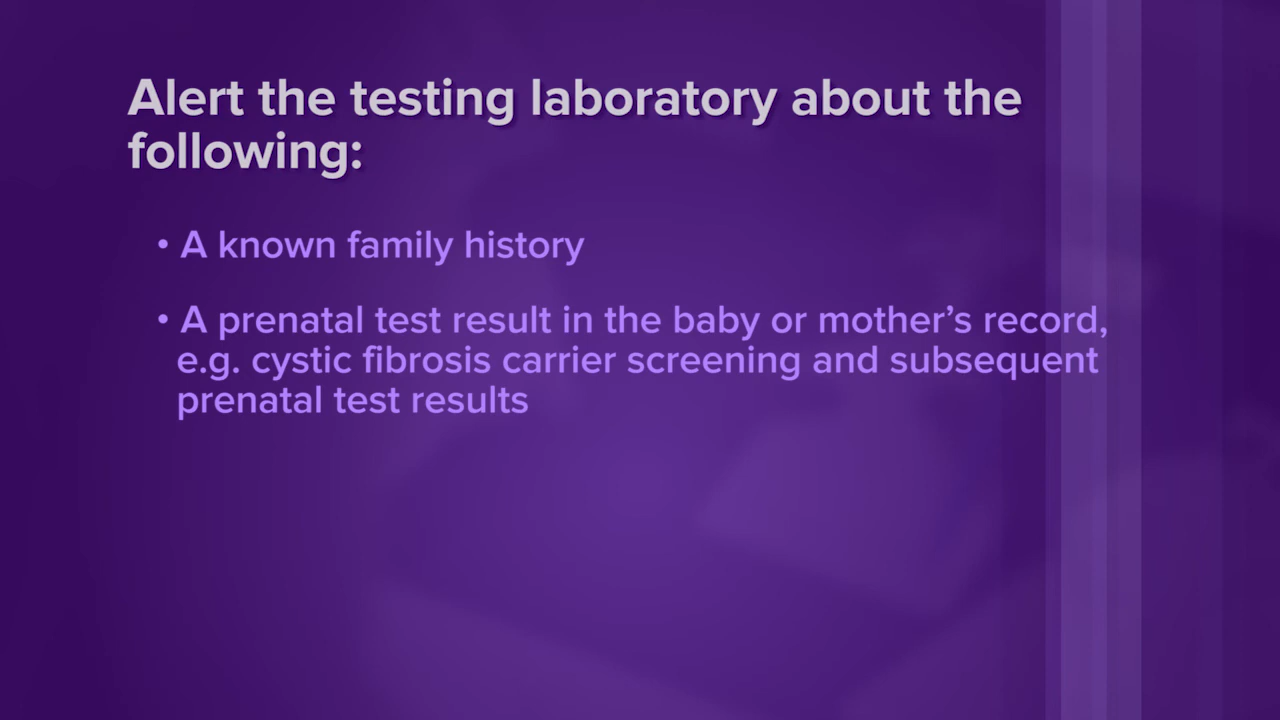 Alert the testing laboratory about the
following:
• A known family history
• A prenatal test result in the baby or mother’s record,
e.g. cystic fibrosis carrier screening and subsequent
prenatal test results